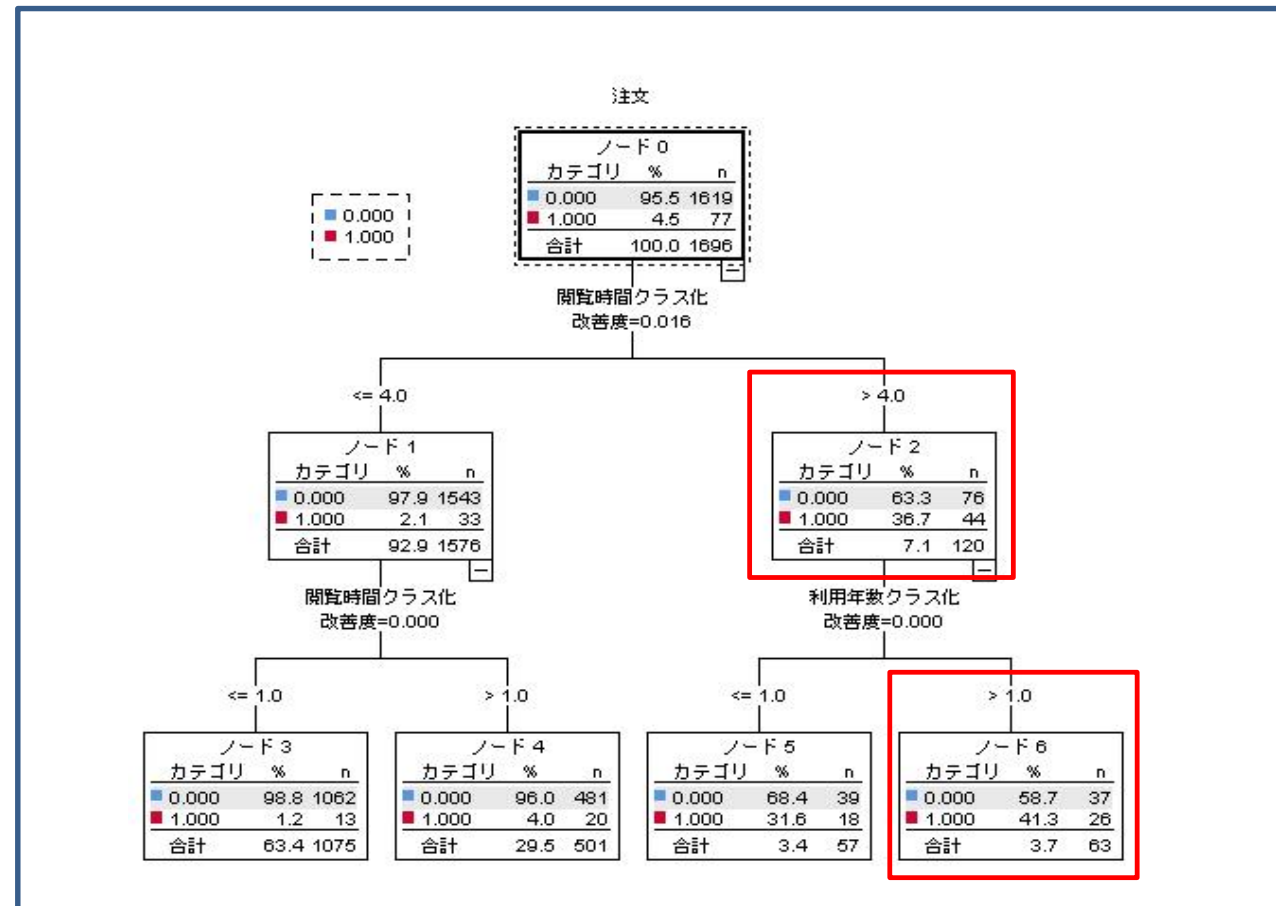 注文
ノード 0
カテゴリ % n
0.000 95.5 1619
1.000 4.5 77
合計 100.0 1696
0.000
1.000
閲覧時間クラス化
改善度=0.016
<= 4.0
> 4.0
ノード 1
カテゴリ % n
0.000 97.9 1543
1.000 2.1 33
合計 92.9 1576
ノード 2
カテゴリ % n
0.000 63.3 76
1.000 36.7 44
合計 7.1 120
閲覧時間クラス化
改善度=0.000
利用年数クラス化
改善度=0.000
<= 1.0
> 1.0
<= 1.0
> 1.0
ノード 3
カテゴリ % n
0.000 98.8 1062
1.000 1.2 13
合計 63.4 1075
ノード 4
カテゴリ % n
0.000 96.0 481
1.000 4.0 20
合計 29.5 501
ノード 5
カテゴリ % n
0.000 68.4 39
1.000 31.6 18
合計 3.4 57
ノード 6
カテゴリ % n
0.000 58.7 37
1.000 41.3 26
合計 3.7 63